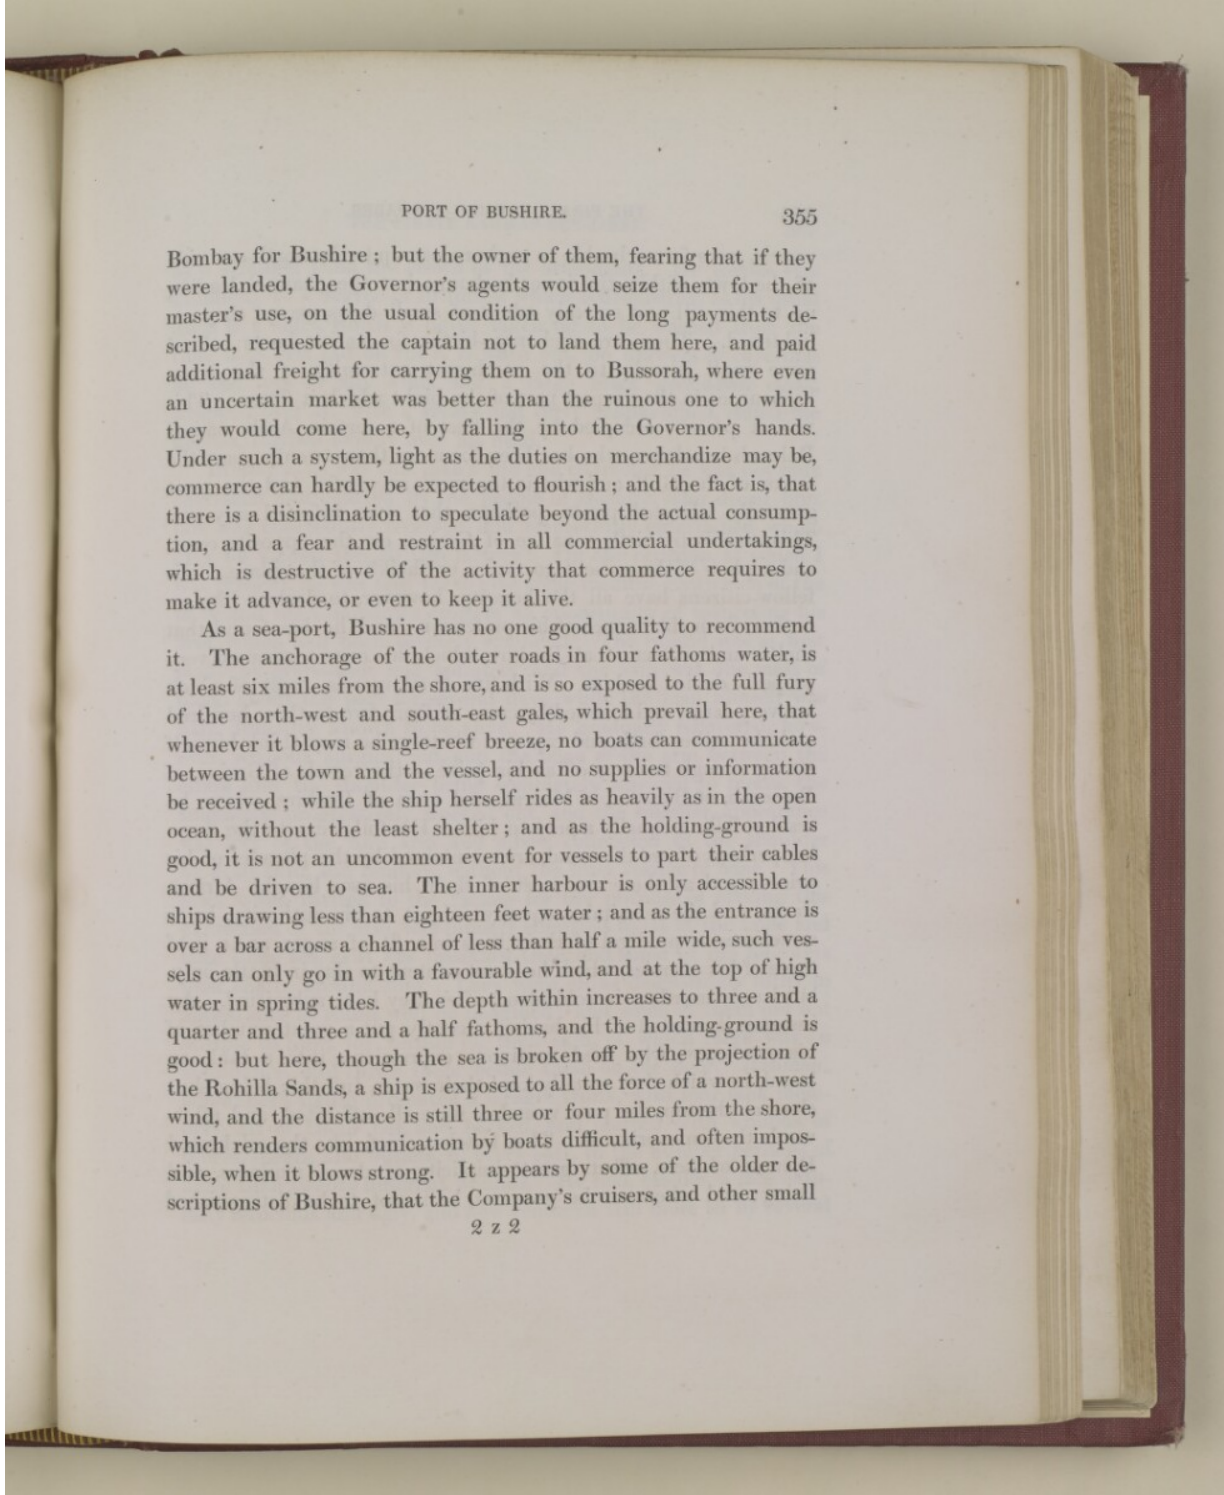 PORT OF BUSHIRE. 355
Bombay for Bushire ; but the owner of them, fearing that if they
were landed, the Governor's agents would seize them for their
master's use, on the usual condition of the long payments de-
scribed, requested the captain not to land them here, and paid
additional freight for carrying them on to Bussorah, where even
an uncertain market was better than the ruinous one to which
they would come here, by falling into the Governor's hands.
Under such a system, light as the duties on merchandize may be,
commerce can hardly be expected to flourish ; and the fact is, that
there is a disinclination to speculate beyond the actual consump-
tion, and a fear and restraint in all commercial undertakings,
which is destructive of the activity that commerce requires to
make it advance, or even to keep it alive.
As a sea-port, Bushire has no one good quality to recommend
it. The anchorage of the outer roads in four fathoms water, is
at least six miles from the shore, and is so exposed to the full fury
of the north-west and south-east gales, which prevail here, that
whenever it blows a single-reef breeze, no boats can communicate
between the town and the vessel, and no supplies or information
be received ; while the ship herself rides as heavily as in the open
ocean, without the least shelter ; and as the holding-ground is
good, it is not an uncommon event for vessels to part their cables
and be driven to sea. The inner harbour is only accessible to
ships drawing less than eighteen feet water ; and as the entrance is
over a bar across a channel of less than half a mile wide, such ves-
sels can only go in with a favourable wind, and at the top of high
water in spring tides. The depth within increases to three and a
quarter and three and a half fathoms, and the holding-ground is
good : but here, though the sea is broken off by the projection of
the Rohilla Sands, a ship is exposed to all the force of a north-west
wind, and the distance is still three or four miles from the shore,
which renders communication by boats difficult, and often impos-
sible, when it blows strong. It appears by some of the older de-
scriptions of Bushire, that the Company's cruisers, and other small
2 z 2